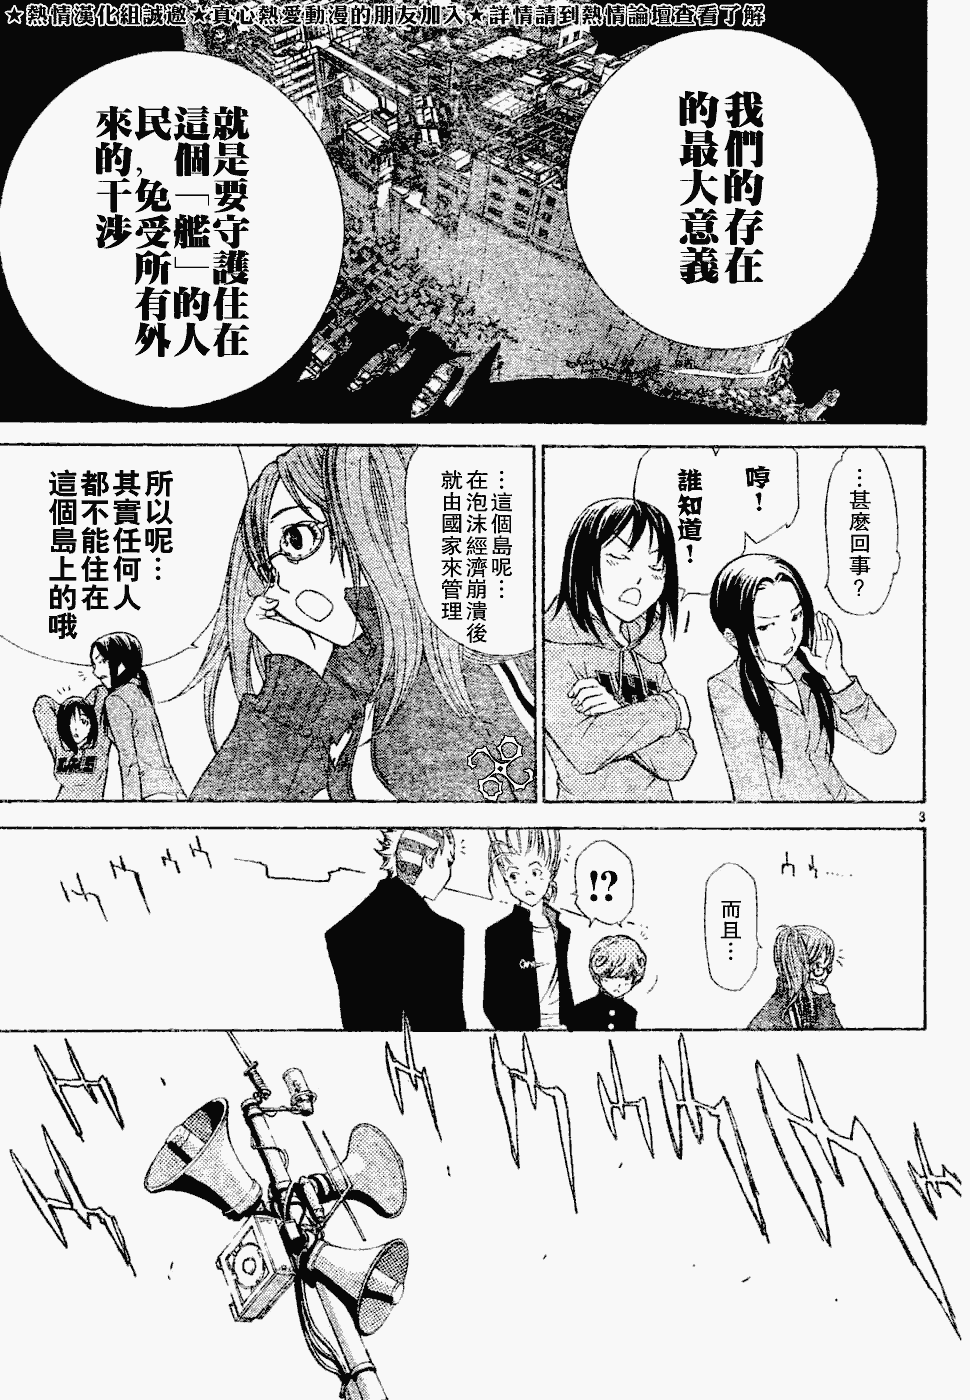 ★熱情漢化組誠邀★真心熱愛動漫的朋友加入★詳情請到熱情論壇查看了解
我們的存在
的最大意義
就是要守護住在
這個「艦」的人
民，免受所有外
來的干涉
…甚麼回事？
哼！
誰知道！
…這個島呢…
在泡沫經濟崩潰後
就由國家來管理
所以呢…
其實任何人
都不能住在
這個島上的哦
3
而且…
!?